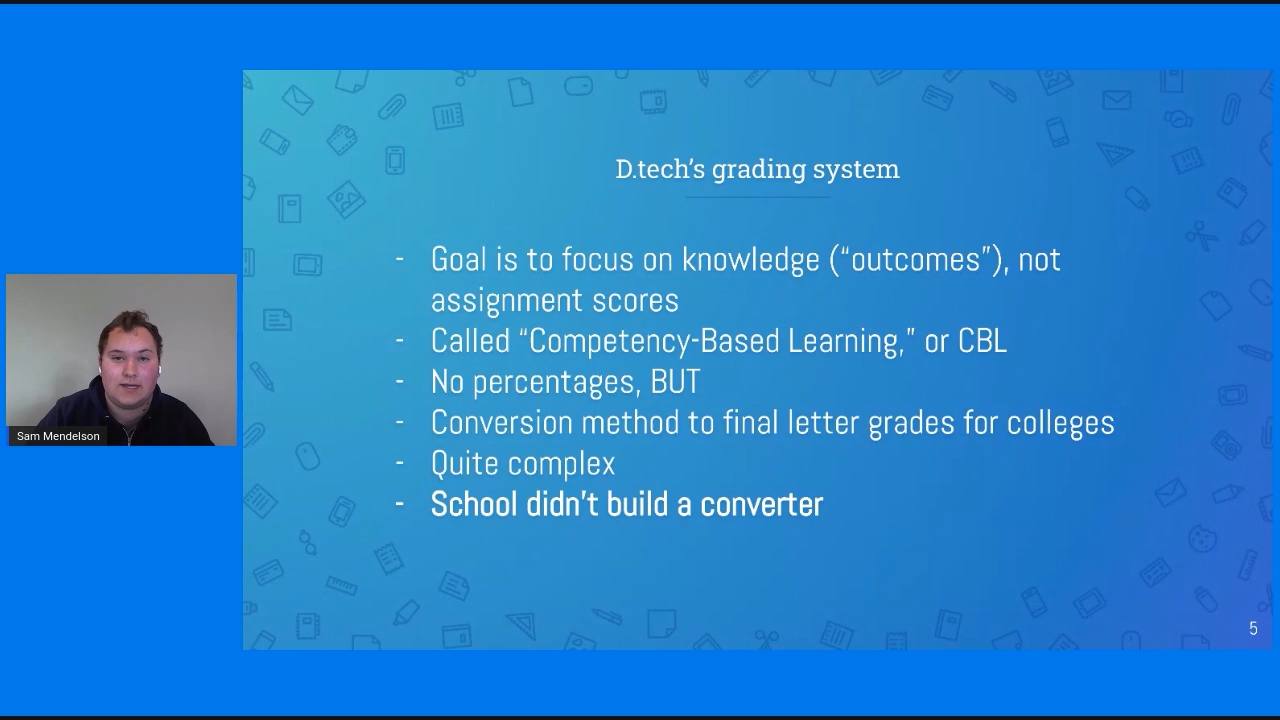 D.tech’s grading system
- Goal is to focus on knowledge (“outcomes”), not
assignment scores
- Called “Competency-Based Learning,” or CBL
- No percentages, BUT
- Conversion method to final letter grades for colleges
- Quite complex
- School didn’t build a converter
Sam Mendelson
5